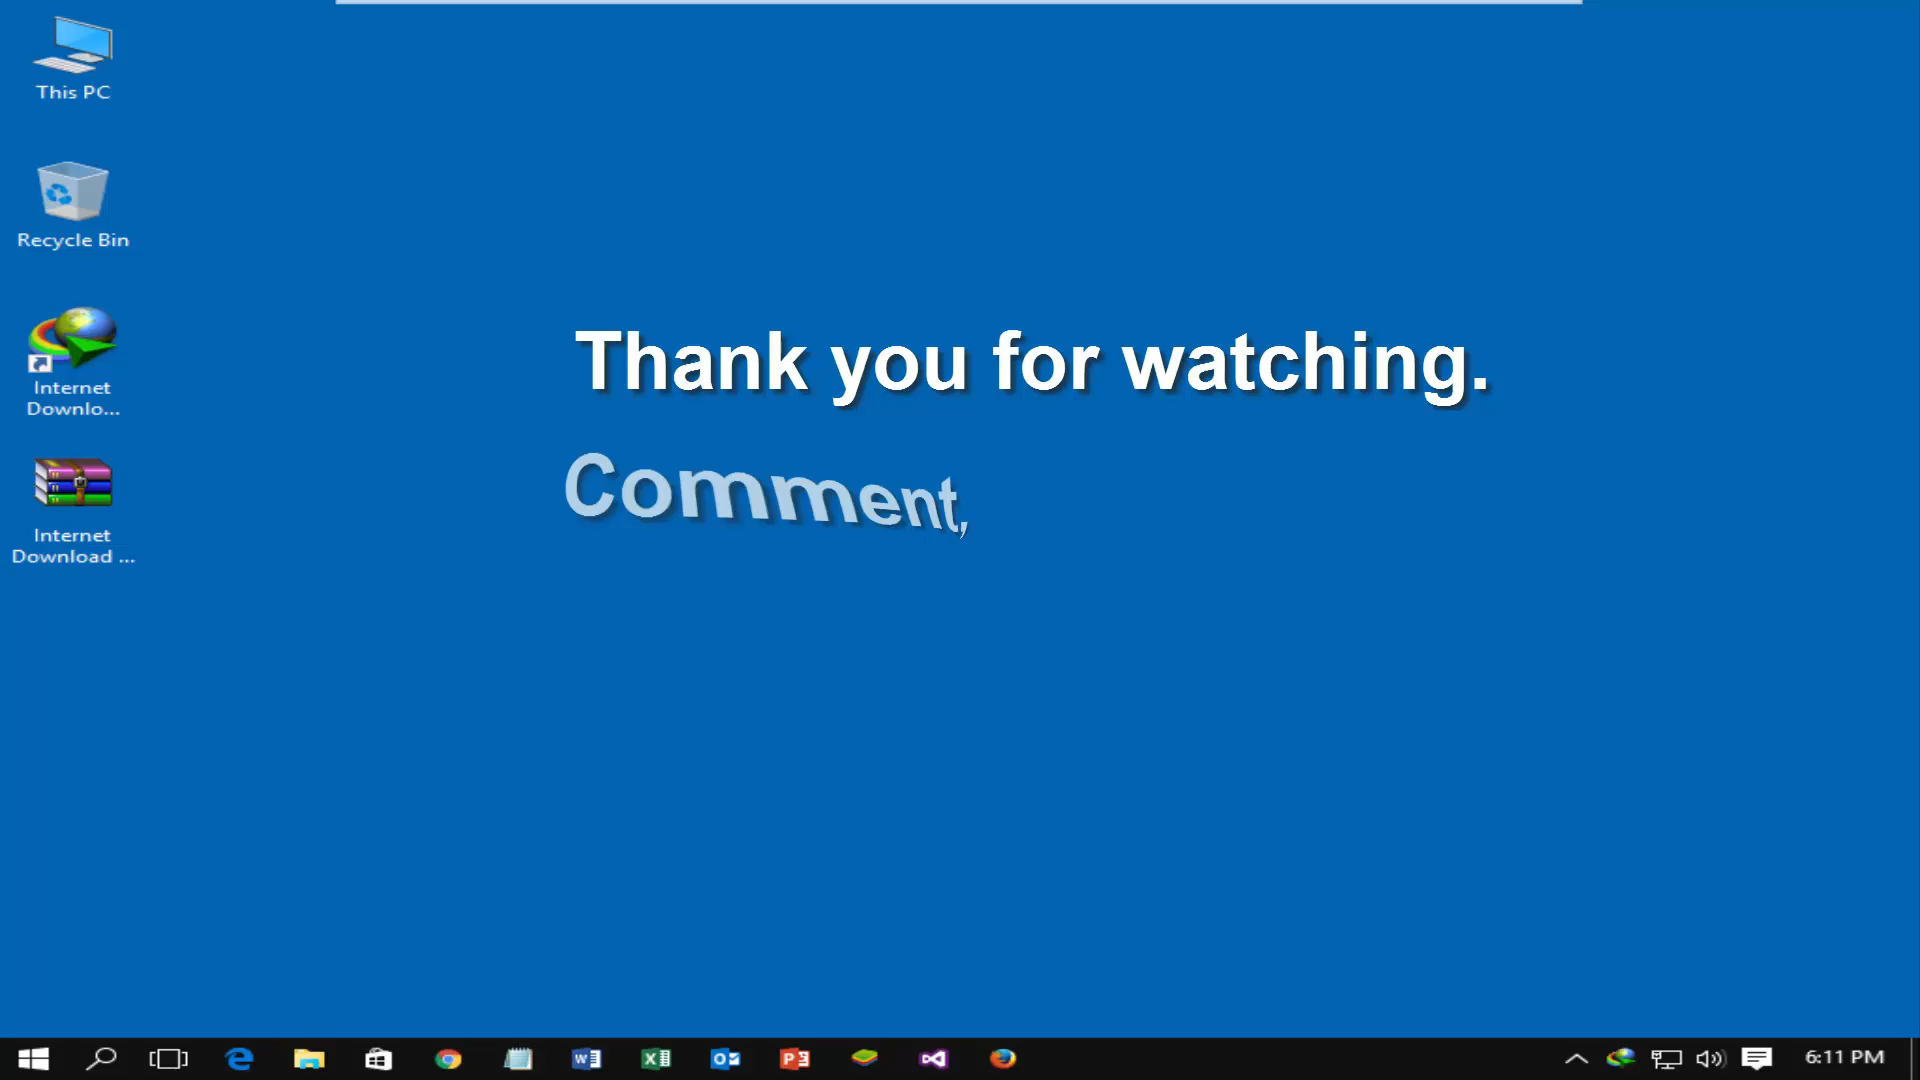 This PC
Recycle Bin
Internet
Downlo...
Internet
Download ...
Thank you for watching.
Comment,
6:11 PM